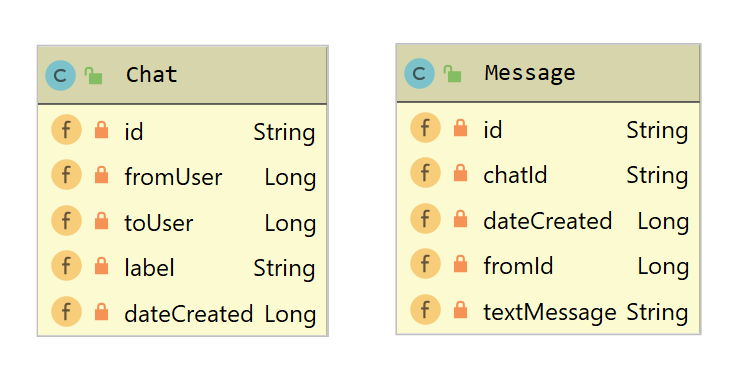 C Chat
f id String
f fromUser Long
f toUser Long
f label String
f dateCreated Long
C Message
f id String
f chatId String
f dateCreated Long
f fromId Long
f textMessage String